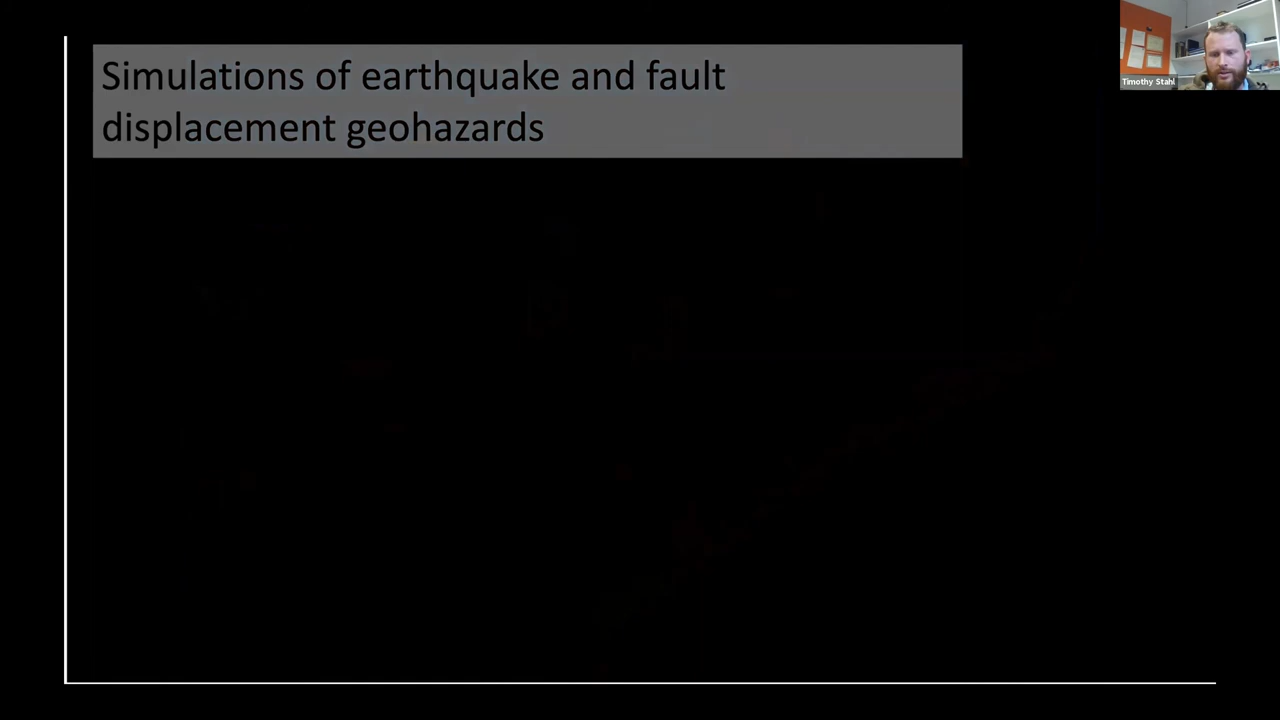 Simulations of earthquake and fault
displacement geohazards
Timothy Stahl